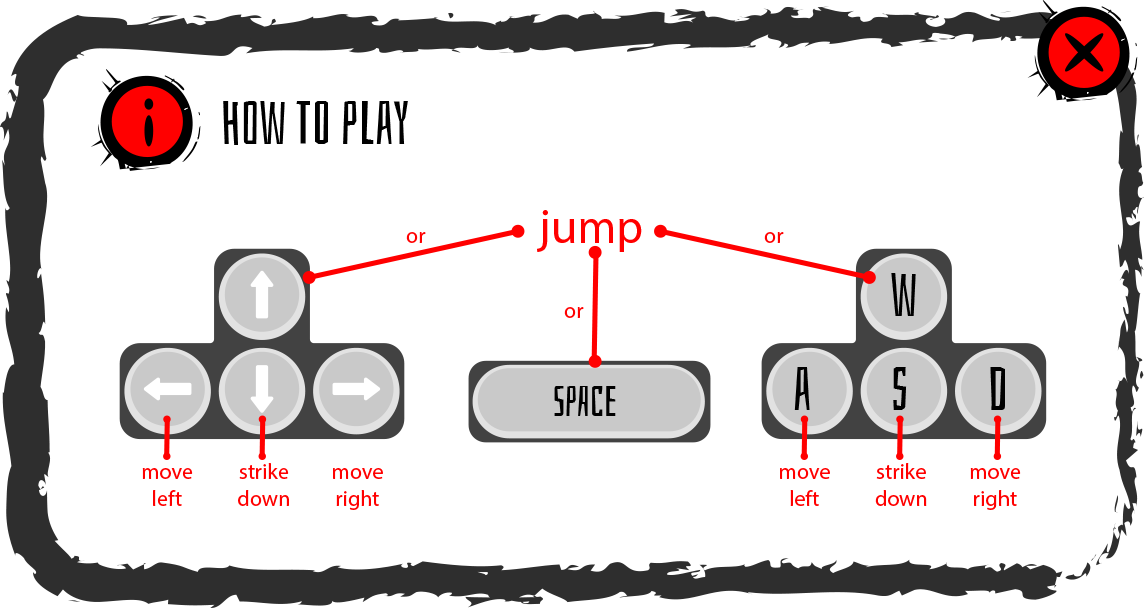 HOW TO PLAY
jump
or
or
or
W
A
S
D
SPACE
move
left
strike
down
move
right
move
left
strike
down
move
right